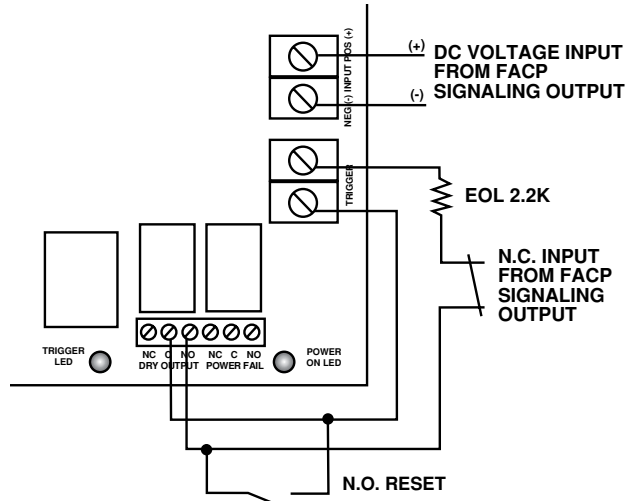 (+) DC VOLTAGE INPUT
FROM FACP
(-) SIGNALING OUTPUT
NEG (-) INPUT POS (+)
TRIGGER
EOL 2.2K
N.C. INPUT
FROM FACP
SIGNALING
OUTPUT
TRIGGER
LED
NC C NO NC C NO
DRY OUTPUT POWER FAIL
POWER
ON LED
N.O. RESET